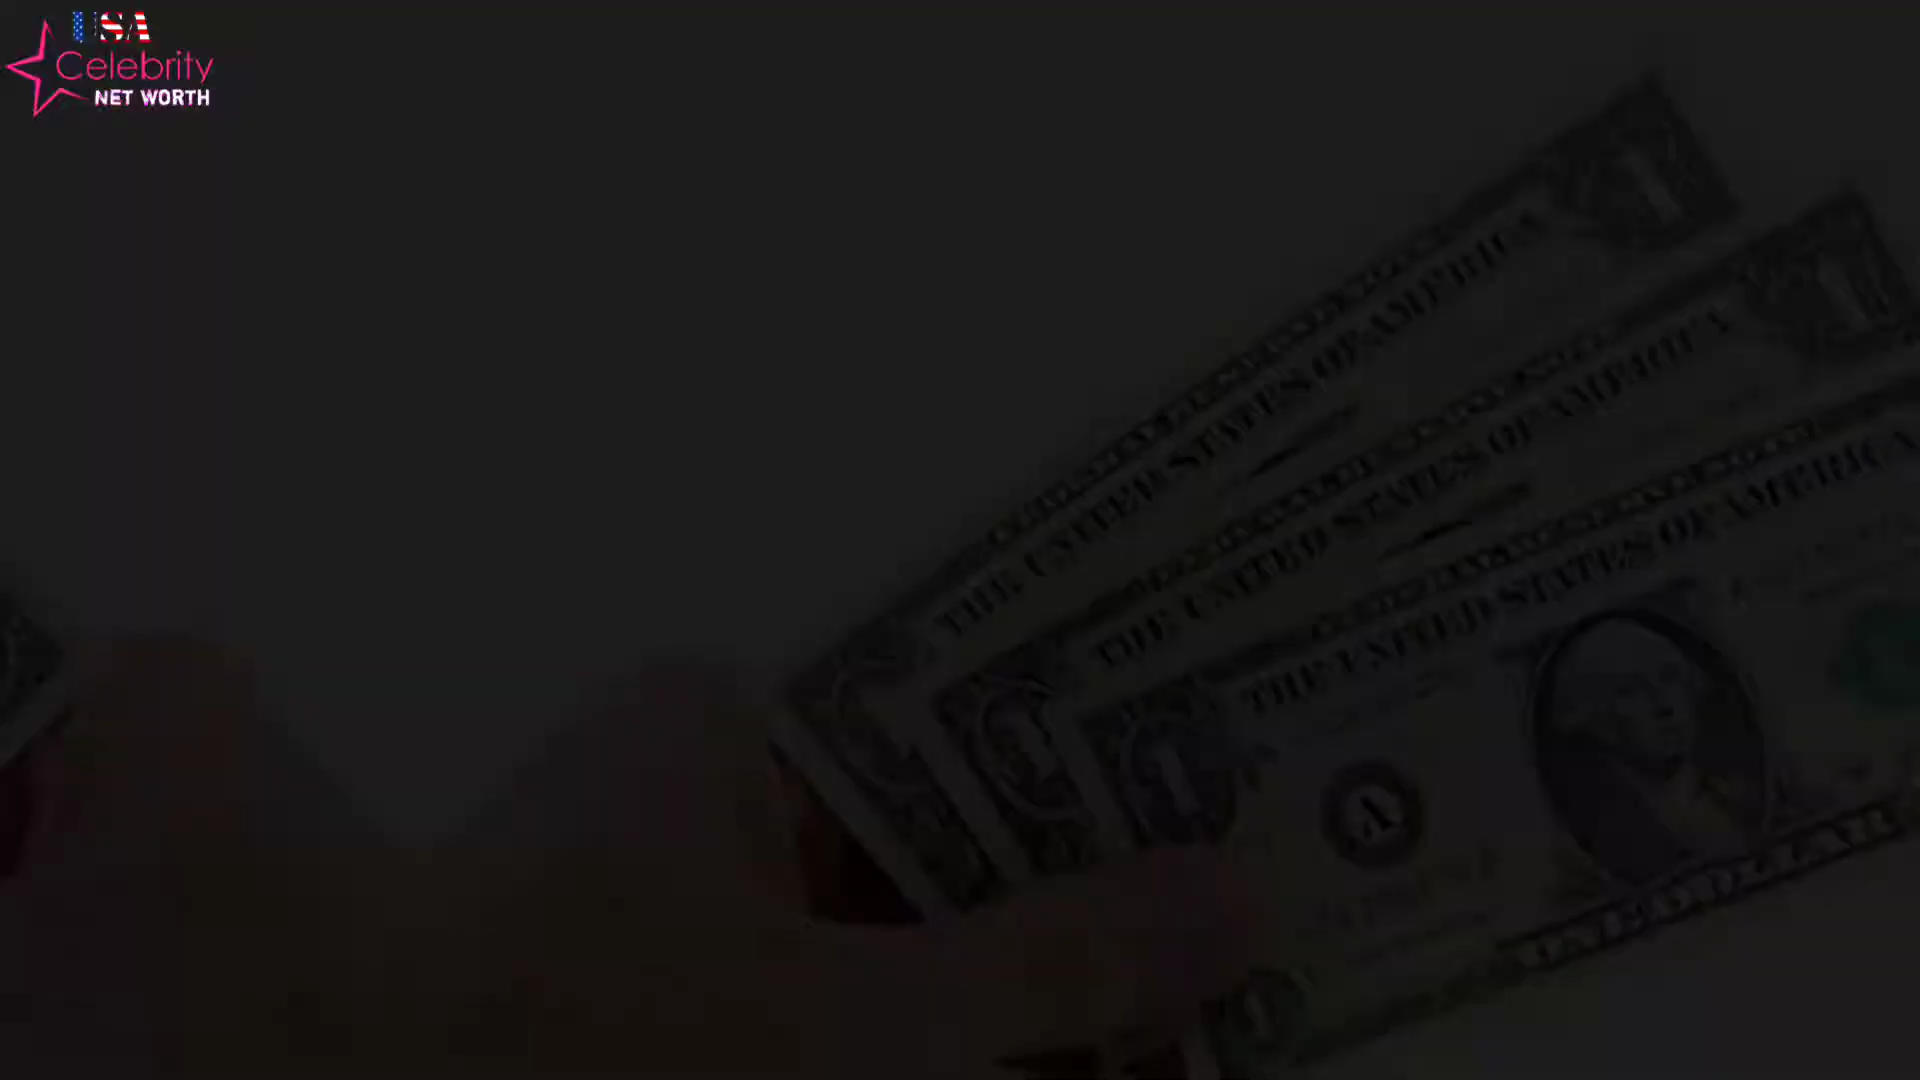 USA
Celebrity
NET WORTH
THE UNITED STATES OF AMERICA
THE UNITED STATES OF AMERICA
THE UNITED STATES OF AMERICA
A